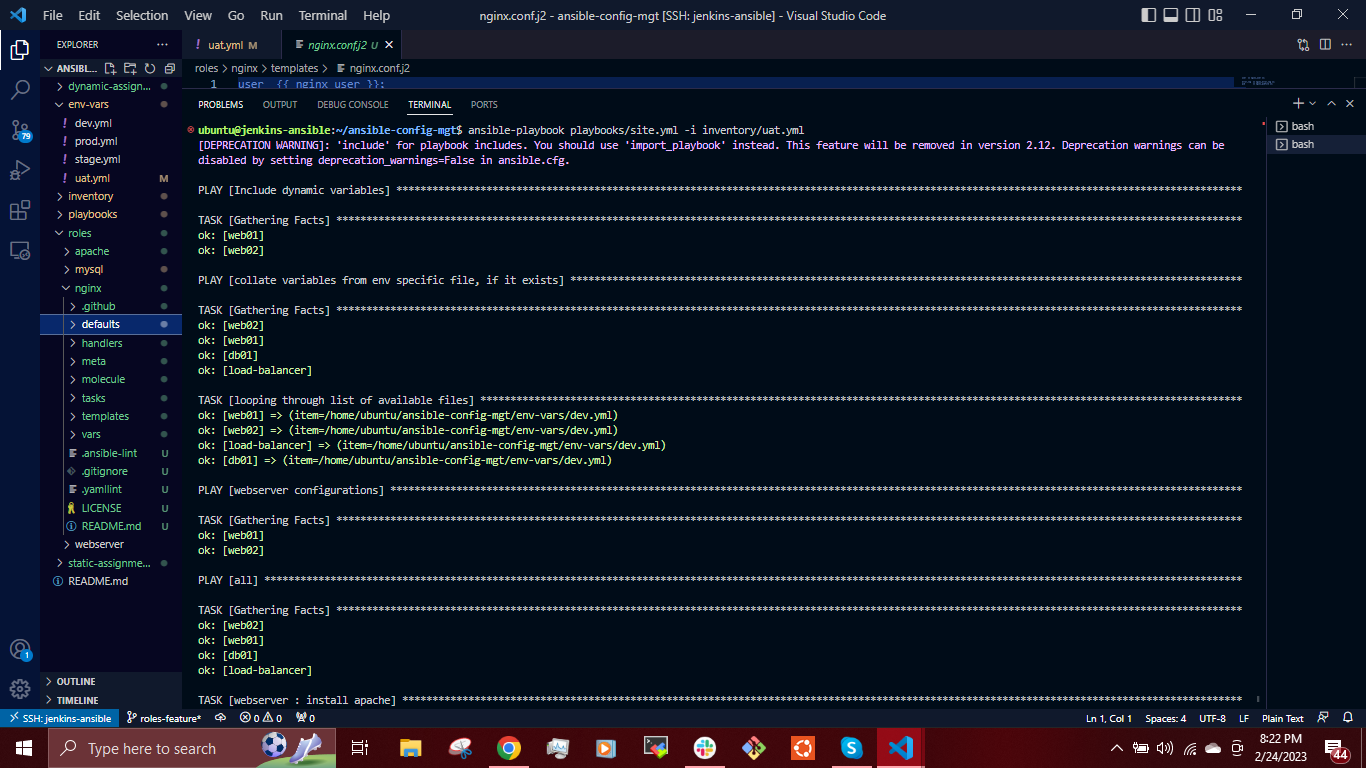 File Edit Selection View Go Run Terminal Help
nginx.conf.j2 - ansible-config-mgt [SSH: jenkins-ansible] - Visual Studio Code
EXPLORER ...
! uat.yml M
nginx.conf.j2 U
ANSIBL...
roles > nginx > templates > nginx.conf.j2
1 user {{ nginx_user }};
dynamic-assign...
env-vars
! dev.yml
! prod.yml
! stage.yml
! uat.yml M
inventory
playbooks
roles
apache
mysql
nginx
.github
defaults
handlers
meta
molecule
tasks
templates
vars
.ansible-lint U
.gitignore U
.yamllint U
LICENSE U
README.md U
webserver
static-assignme...
README.md
OUTLINE
TIMELINE
79
1
PROBLEMS OUTPUT DEBUG CONSOLE TERMINAL PORTS
bash
bash
ubuntu@jenkins-ansible:~/ansible-config-mgt$ ansible-playbook playbooks/site.yml -i inventory/uat.yml
[DEPRECATION WARNING]: 'include' for playbook includes. You should use 'import_playbook' instead. This feature will be removed in version 2.12. Deprecation warnings can be
disabled by setting deprecation_warnings=False in ansible.cfg.
PLAY [Include dynamic variables] ****
TASK [Gathering Facts] ****
ok: [web01]
ok: [web02]
PLAY [collate variables from env specific file, if it exists] ****
TASK [Gathering Facts] ****
ok: [web02]
ok: [web01]
ok: [db01]
ok: [load-balancer]
TASK [looping through list of available files] ****
ok: [web01] => (item=/home/ubuntu/ansible-config-mgt/env-vars/dev.yml)
ok: [web02] => (item=/home/ubuntu/ansible-config-mgt/env-vars/dev.yml)
ok: [load-balancer] => (item=/home/ubuntu/ansible-config-mgt/env-vars/dev.yml)
ok: [db01] => (item=/home/ubuntu/ansible-config-mgt/env-vars/dev.yml)
PLAY [webserver configurations] ****
TASK [Gathering Facts] ****
ok: [web01]
ok: [web02]
PLAY [all] ****
TASK [Gathering Facts] ****
ok: [web02]
ok: [web01]
ok: [db01]
ok: [load-balancer]
TASK [webserver : install apache] ****
SSH: jenkins-ansible roles-feature* 0 0 0
Ln 1, Col 1 Spaces: 4 UTF-8 LF Plain Text
Type here to search
8:22 PM
2/24/2023
44